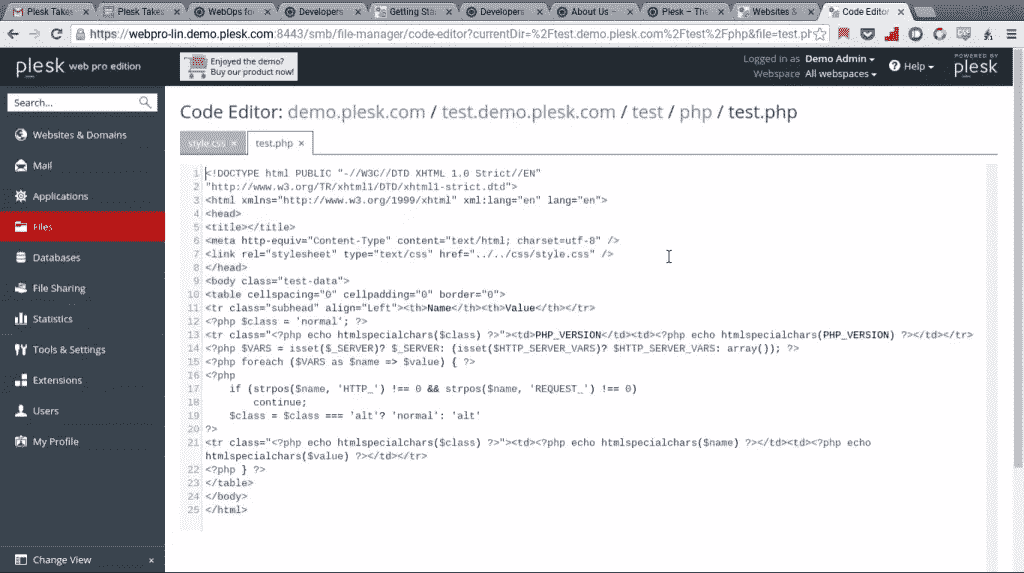 Plesk Takes
Plesk Takes
WebOps for
Developers
Getting Sta
Developers
About Us –
Plesk – The
Websites &
Code Editor
https://webpro-lin.demo.plesk.com:8443/smb/file-manager/code-editor?currentDir=%2Ftest.demo.plesk.com%2Ftest%2Fphp&file=test.ph
plesk web pro edition
Enjoyed the demo?
Buy our product now!
Logged in as Demo Admin
Webspace All webspaces
Help
POWERED BY
plesk
Search...
Websites & Domains
Mail
Applications
Files
Databases
File Sharing
Statistics
Tools & Settings
Extensions
Users
My Profile
Change View ×
Code Editor: demo.plesk.com / test.demo.plesk.com / test / php / test.php
style.css × test.php ×
1 <!DOCTYPE html PUBLIC "-//W3C//DTD XHTML 1.0 Strict//EN"
2 "http://www.w3.org/TR/xhtml1/DTD/xhtml1-strict.dtd">
3 <html xmlns="http://www.w3.org/1999/xhtml" xml:lang="en" lang="en">
4 <head>
5 <title></title>
6 <meta http-equiv="Content-Type" content="text/html; charset=utf-8" />
7 <link rel="stylesheet" type="text/css" href="../../css/style.css" />
8 </head>
9 <body class="test-data">
10 <table cellspacing="0" cellpadding="0" border="0">
11 <tr class="subhead" align="Left"><th>Name</th><th>Value</th></tr>
12 <?php $class = 'normal'; ?>
13 <tr class="<?php echo htmlspecialchars($class) ?>"><td>PHP_VERSION</td><td><?php echo htmlspecialchars(PHP_VERSION) ?></td></tr>
14 <?php $VARS = isset($_SERVER)? $_SERVER: (isset($HTTP_SERVER_VARS)? $HTTP_SERVER_VARS: array()); ?>
15 <?php foreach ($VARS as $name => $value) { ?>
16 <?php
17 if (strpos($name, 'HTTP_') !== 0 && strpos($name, 'REQUEST_') !== 0)
18 continue;
19 $class = $class === 'alt'? 'normal': 'alt'
20 ?>
21 <tr class="<?php echo htmlspecialchars($class) ?>"><td><?php echo htmlspecialchars($name) ?></td><td><?php echo
htmlspecialchars($value) ?></td></tr>
22 <?php } ?>
23 </table>
24 </body>
25 </html>